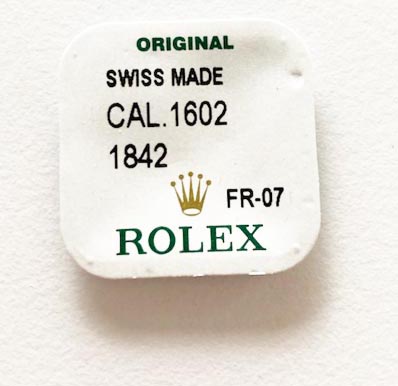 ORIGINAL
SWISS MADE
CAL.1602
1842
FR-07
ROLEX